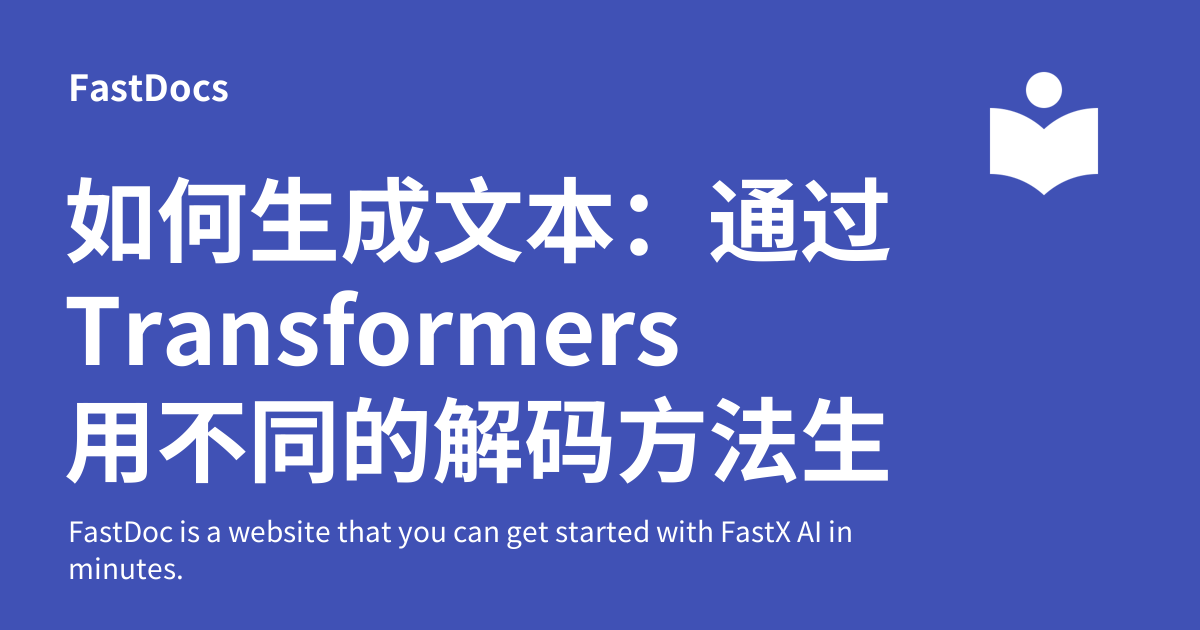 FastDocs
如何生成文本：通过
Transformers
用不同的解码方法生
FastDoc is a website that you can get started with FastX AI in
minutes.